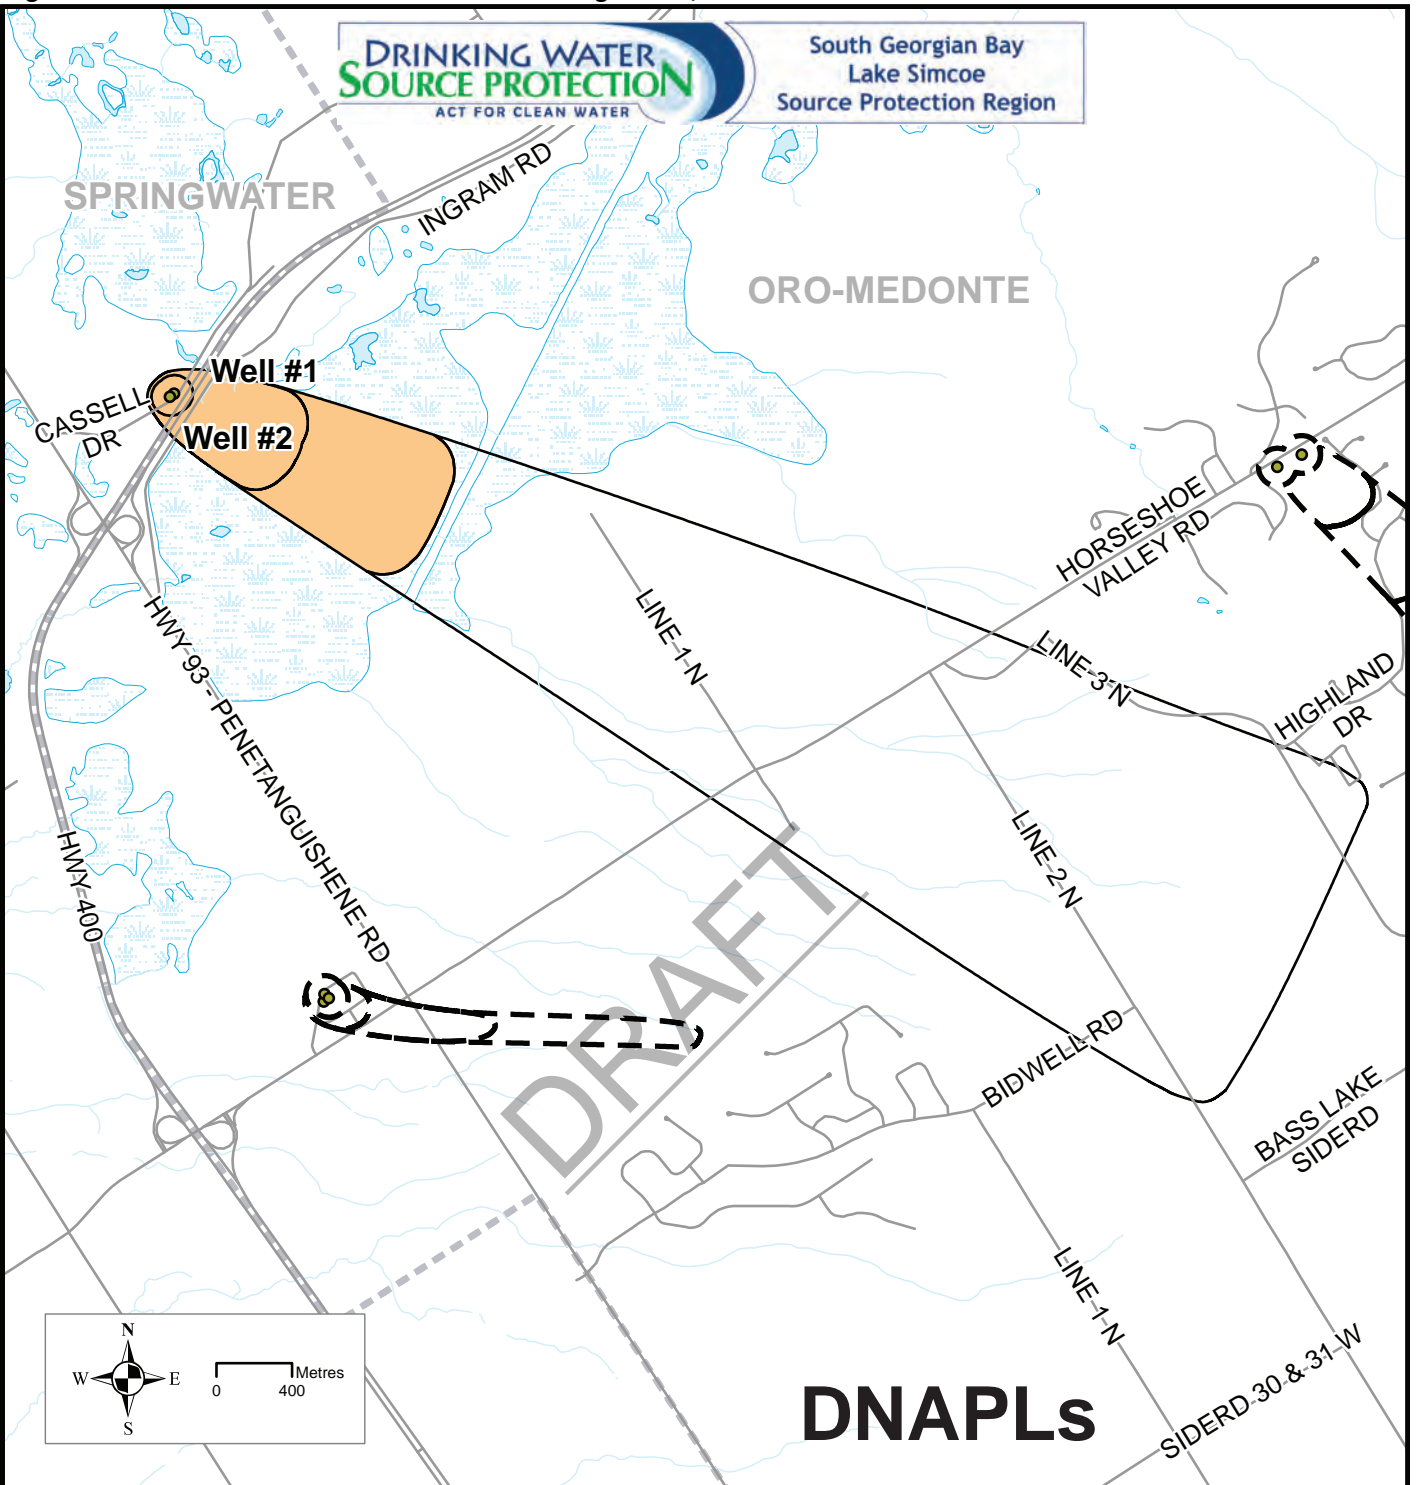 DRINKING WATER
SOURCE PROTECTION
ACT FOR CLEAN WATER
South Georgian Bay
Lake Simcoe
Source Protection Region
SPRINGWATER
INGRAM RD
ORO-MEDONTE
Well #1
CASSELL
DR
Well #2
HORSESHOE
VALLEY RD
HWY 93 - PENETANGUISHENE RD
LINE 1 N
LINE 3 N
HIGHLAND
DR
HWY 400
LINE 2 N
DRAFT
BIDWELL RD
BASS LAKE
SIDERD
LINE 1 N
SIDERD 30 & 31 W
N
W
E
S
Metres
0
400
DNAPLs